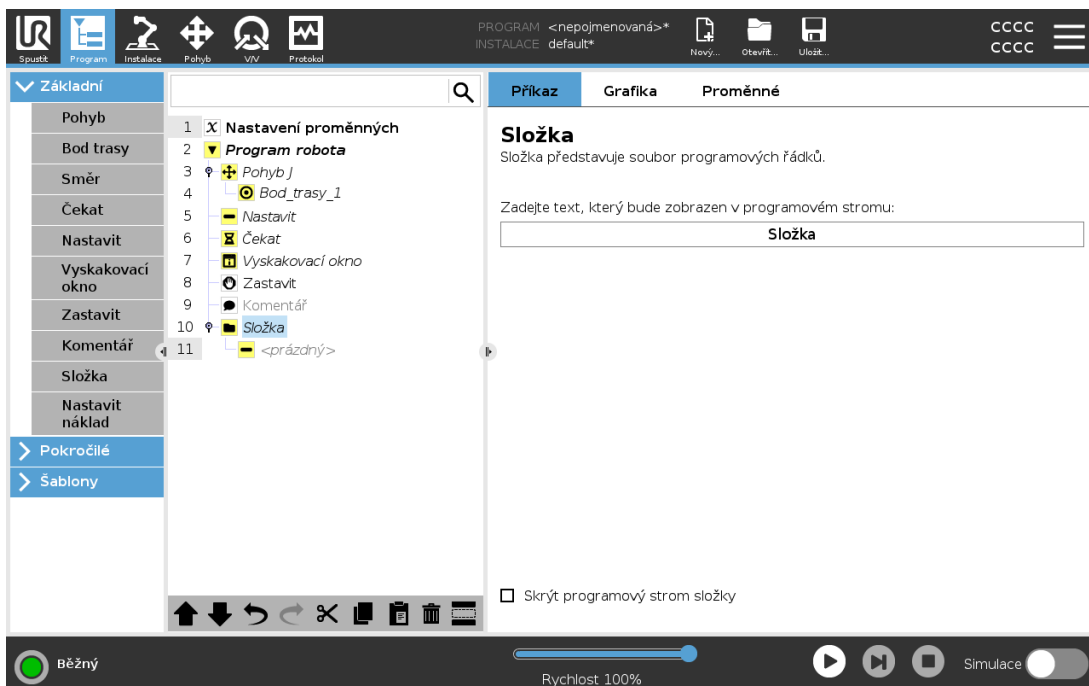 PROGRAM <nepojmenovaná>*
INSTALACE default*
Spustit
Program
Instalace
Pohyb
V/V
Protokol
Nový...
Otevřít...
Uložit...
CCCC
CCCC
Základní
Pohyb
Bod trasy
Směr
Čekat
Nastavit
Vyskakovací
okno
Zastavit
Komentář
Složka
Nastavit
náklad
Pokročilé
Šablony
1 X Nastavení proměnných
2 Program robota
3 Pohyb J
4 Bod_trasy_1
5 Nastavit
6 Čekat
7 Vyskakovací okno
8 Zastavit
9 Komentář
10 Složka
11 <prázdný>
Příkaz Grafika Proměnné
Složka
Složka představuje soubor programových řádků.
Zadejte text, který bude zobrazen v programovém stromu:
Složka
Skrýt programový strom složky
Běžný
Rychlost 100%
Simulace